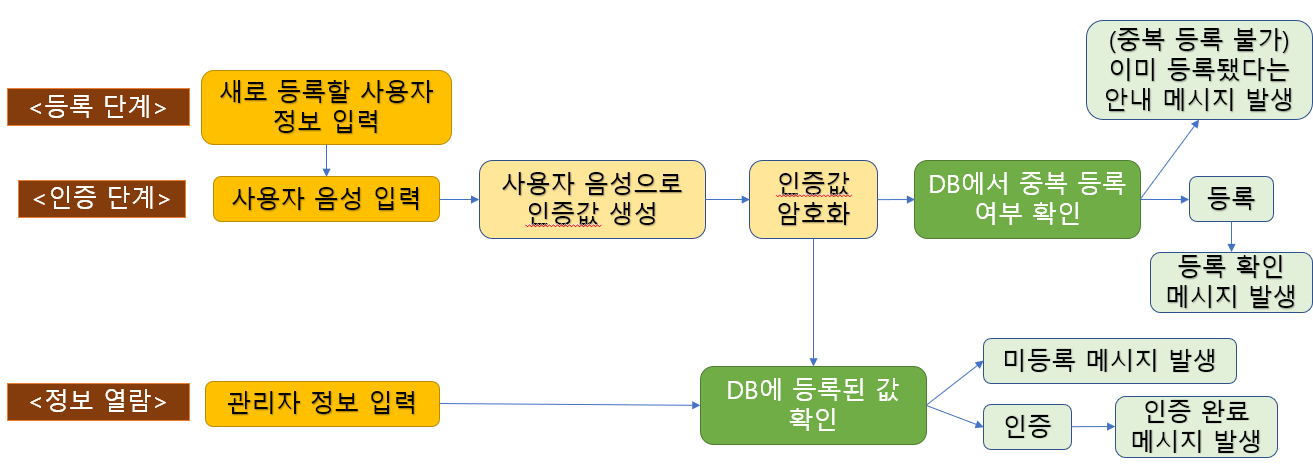 <등록 단계>
새로 등록할 사용자
정보 입력
(중복 등록 불가)
이미 등록됐다는
안내 메시지 발생
<인증 단계>
사용자 음성 입력
사용자 음성으로
인증값 생성
인증값
암호화
DB에서 중복 등록
여부 확인
등록
등록 확인
메시지 발생
<정보 열람>
관리자 정보 입력
DB에 등록된 값
확인
미등록 메시지 발생
인증
인증 완료
메시지 발생